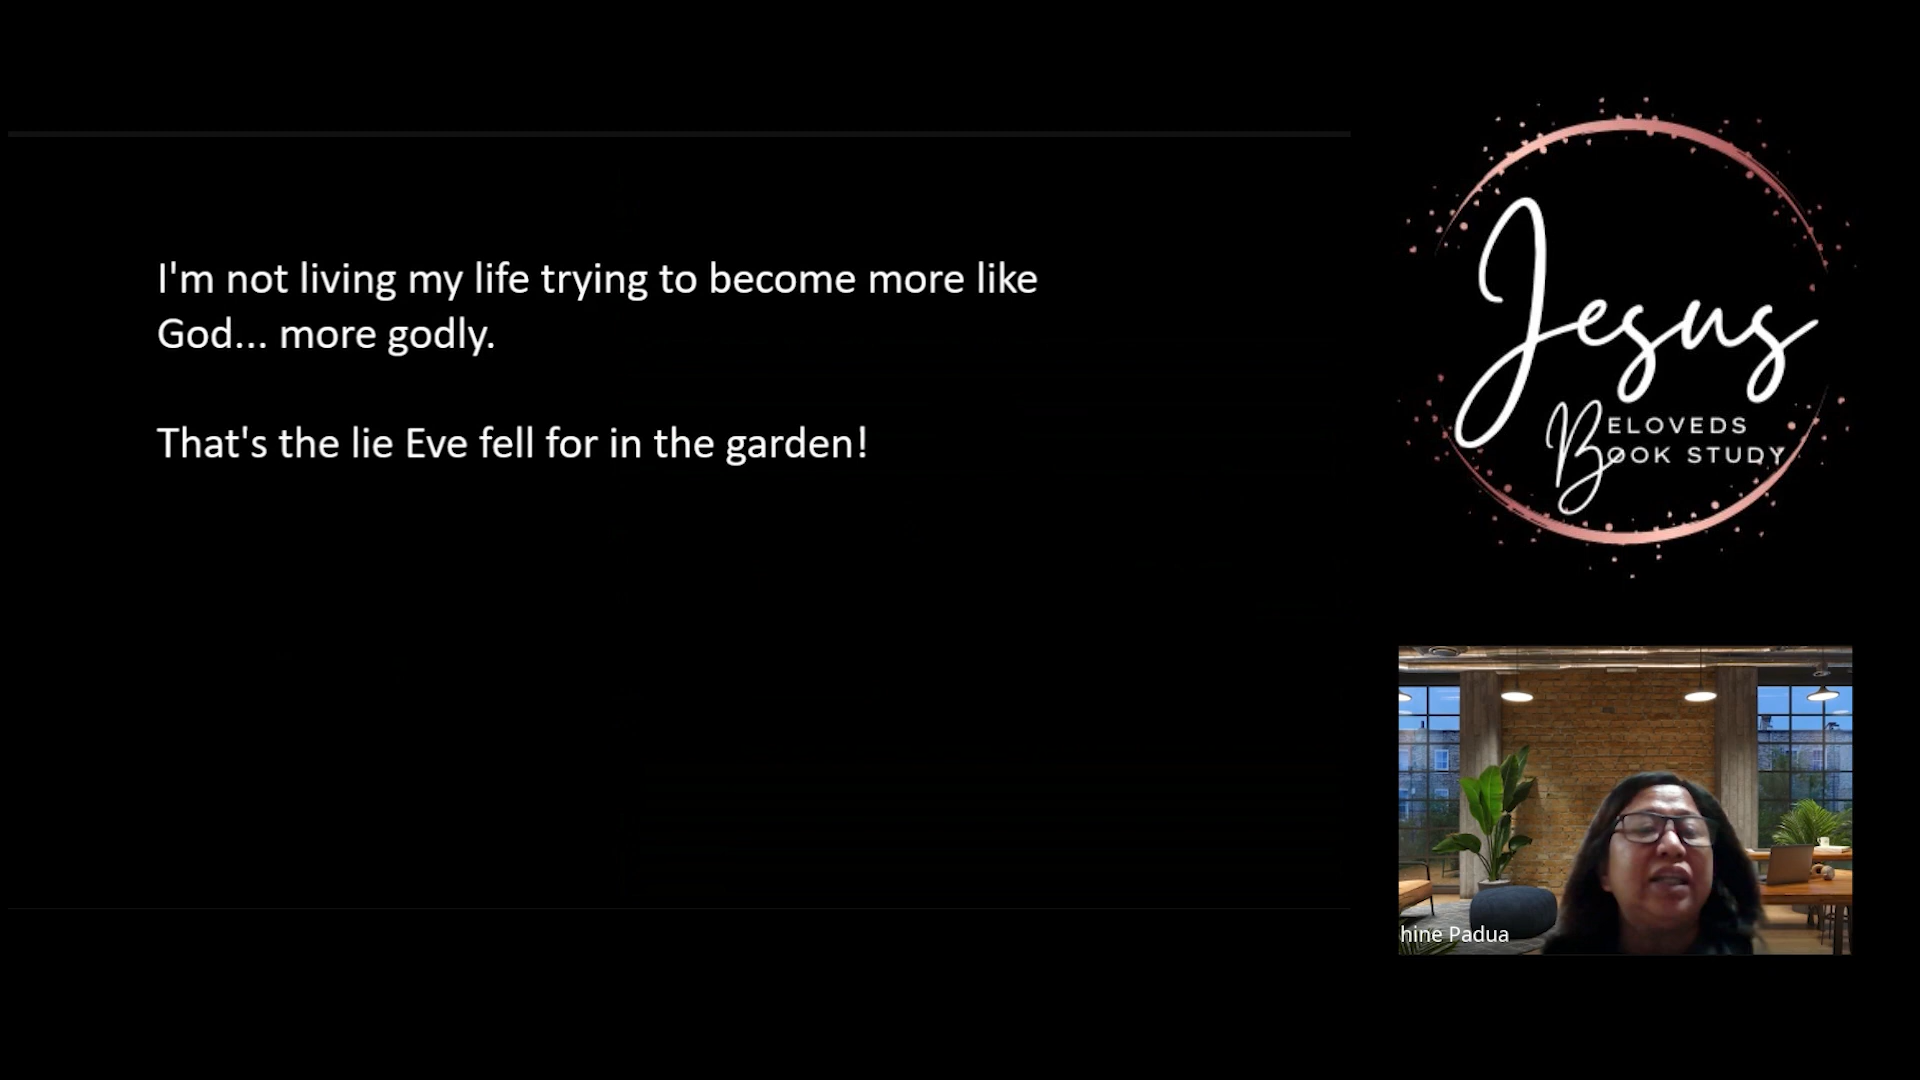 I'm not living my life trying to become more like
God... more godly.
That's the lie Eve fell for in the garden!
Jesus
BELOVEDS
BOOK STUDY
hine Padua